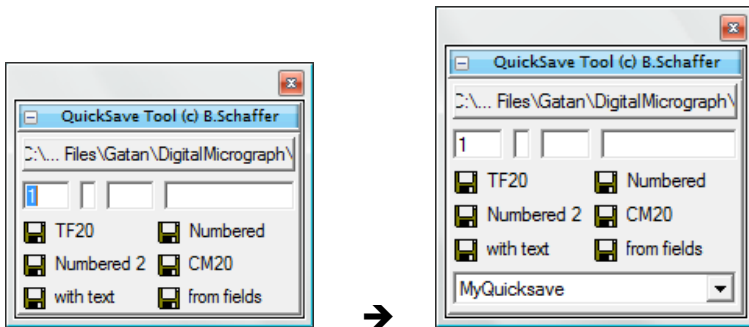 QuickSave Tool (c) B.Schaffer
C:\... Files\Gatan\DigitalMicrograph\
1
TF20 Numbered
Numbered 2 CM20
with text from fields
➔
QuickSave Tool (c) B.Schaffer
C:\... Files\Gatan\DigitalMicrograph\
1
TF20 Numbered
Numbered 2 CM20
with text from fields
MyQuicksave